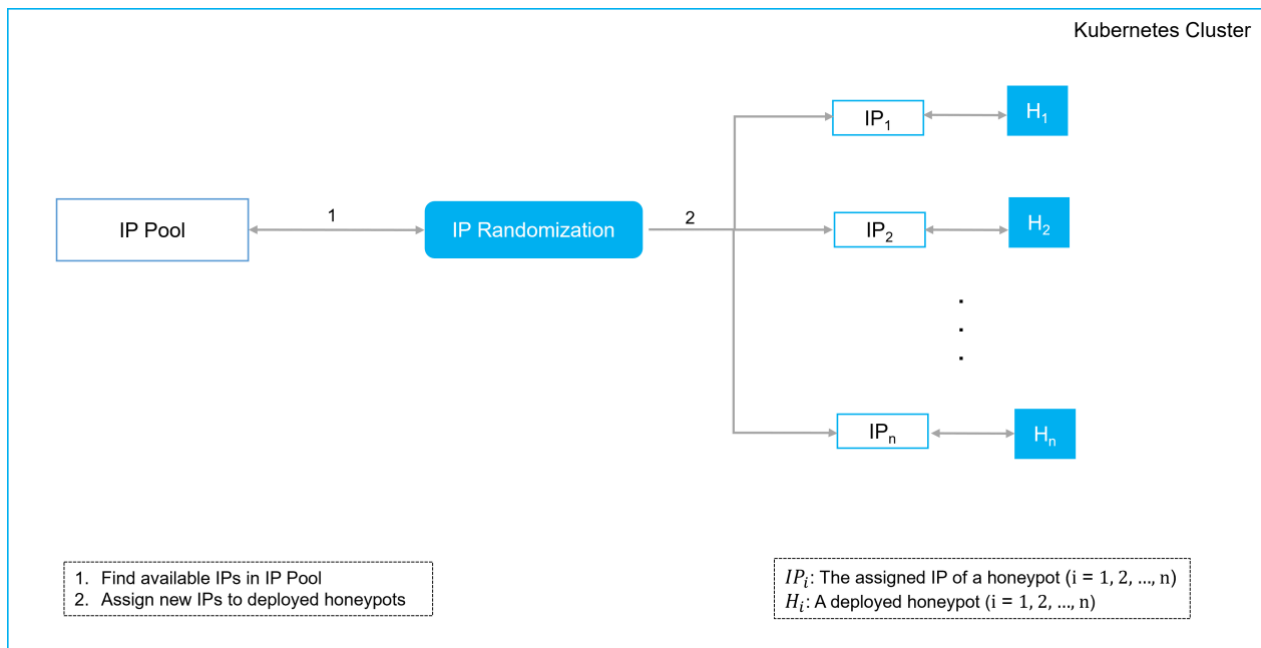 Kubernetes Cluster
IP₁
H₁
IP Pool
1
IP Randomization
2
IP₂
H₂
.
.
.
IPₙ
Hₙ
1. Find available IPs in IP Pool
2. Assign new IPs to deployed honeypots
IPᵢ: The assigned IP of a honeypot (i = 1, 2, ..., n)
Hᵢ: A deployed honeypot (i = 1, 2, ..., n)